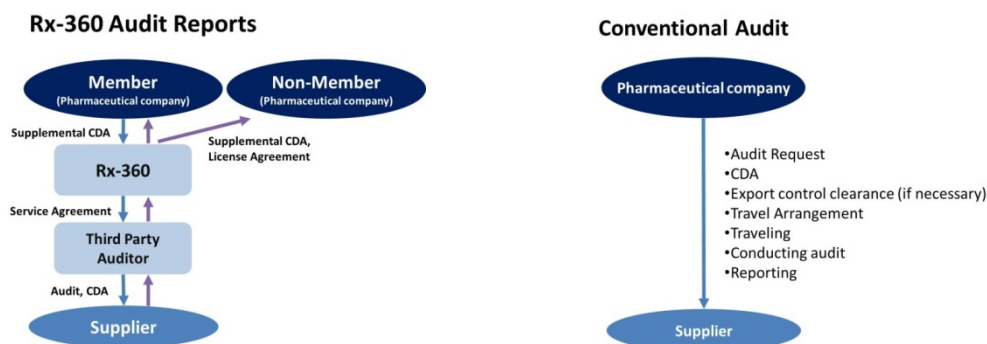 Rx-360 Audit Reports
Member
(Pharmaceutical company)
Non-Member
(Pharmaceutical company)
Supplemental CDA
Supplemental CDA,
License Agreement
Rx-360
Service Agreement
Third Party
Auditor
Audit, CDA
Supplier
Conventional Audit
Pharmaceutical company
•Audit Request
•CDA
•Export control clearance (if necessary)
•Travel Arrangement
•Traveling
•Conducting audit
•Reporting
Supplier